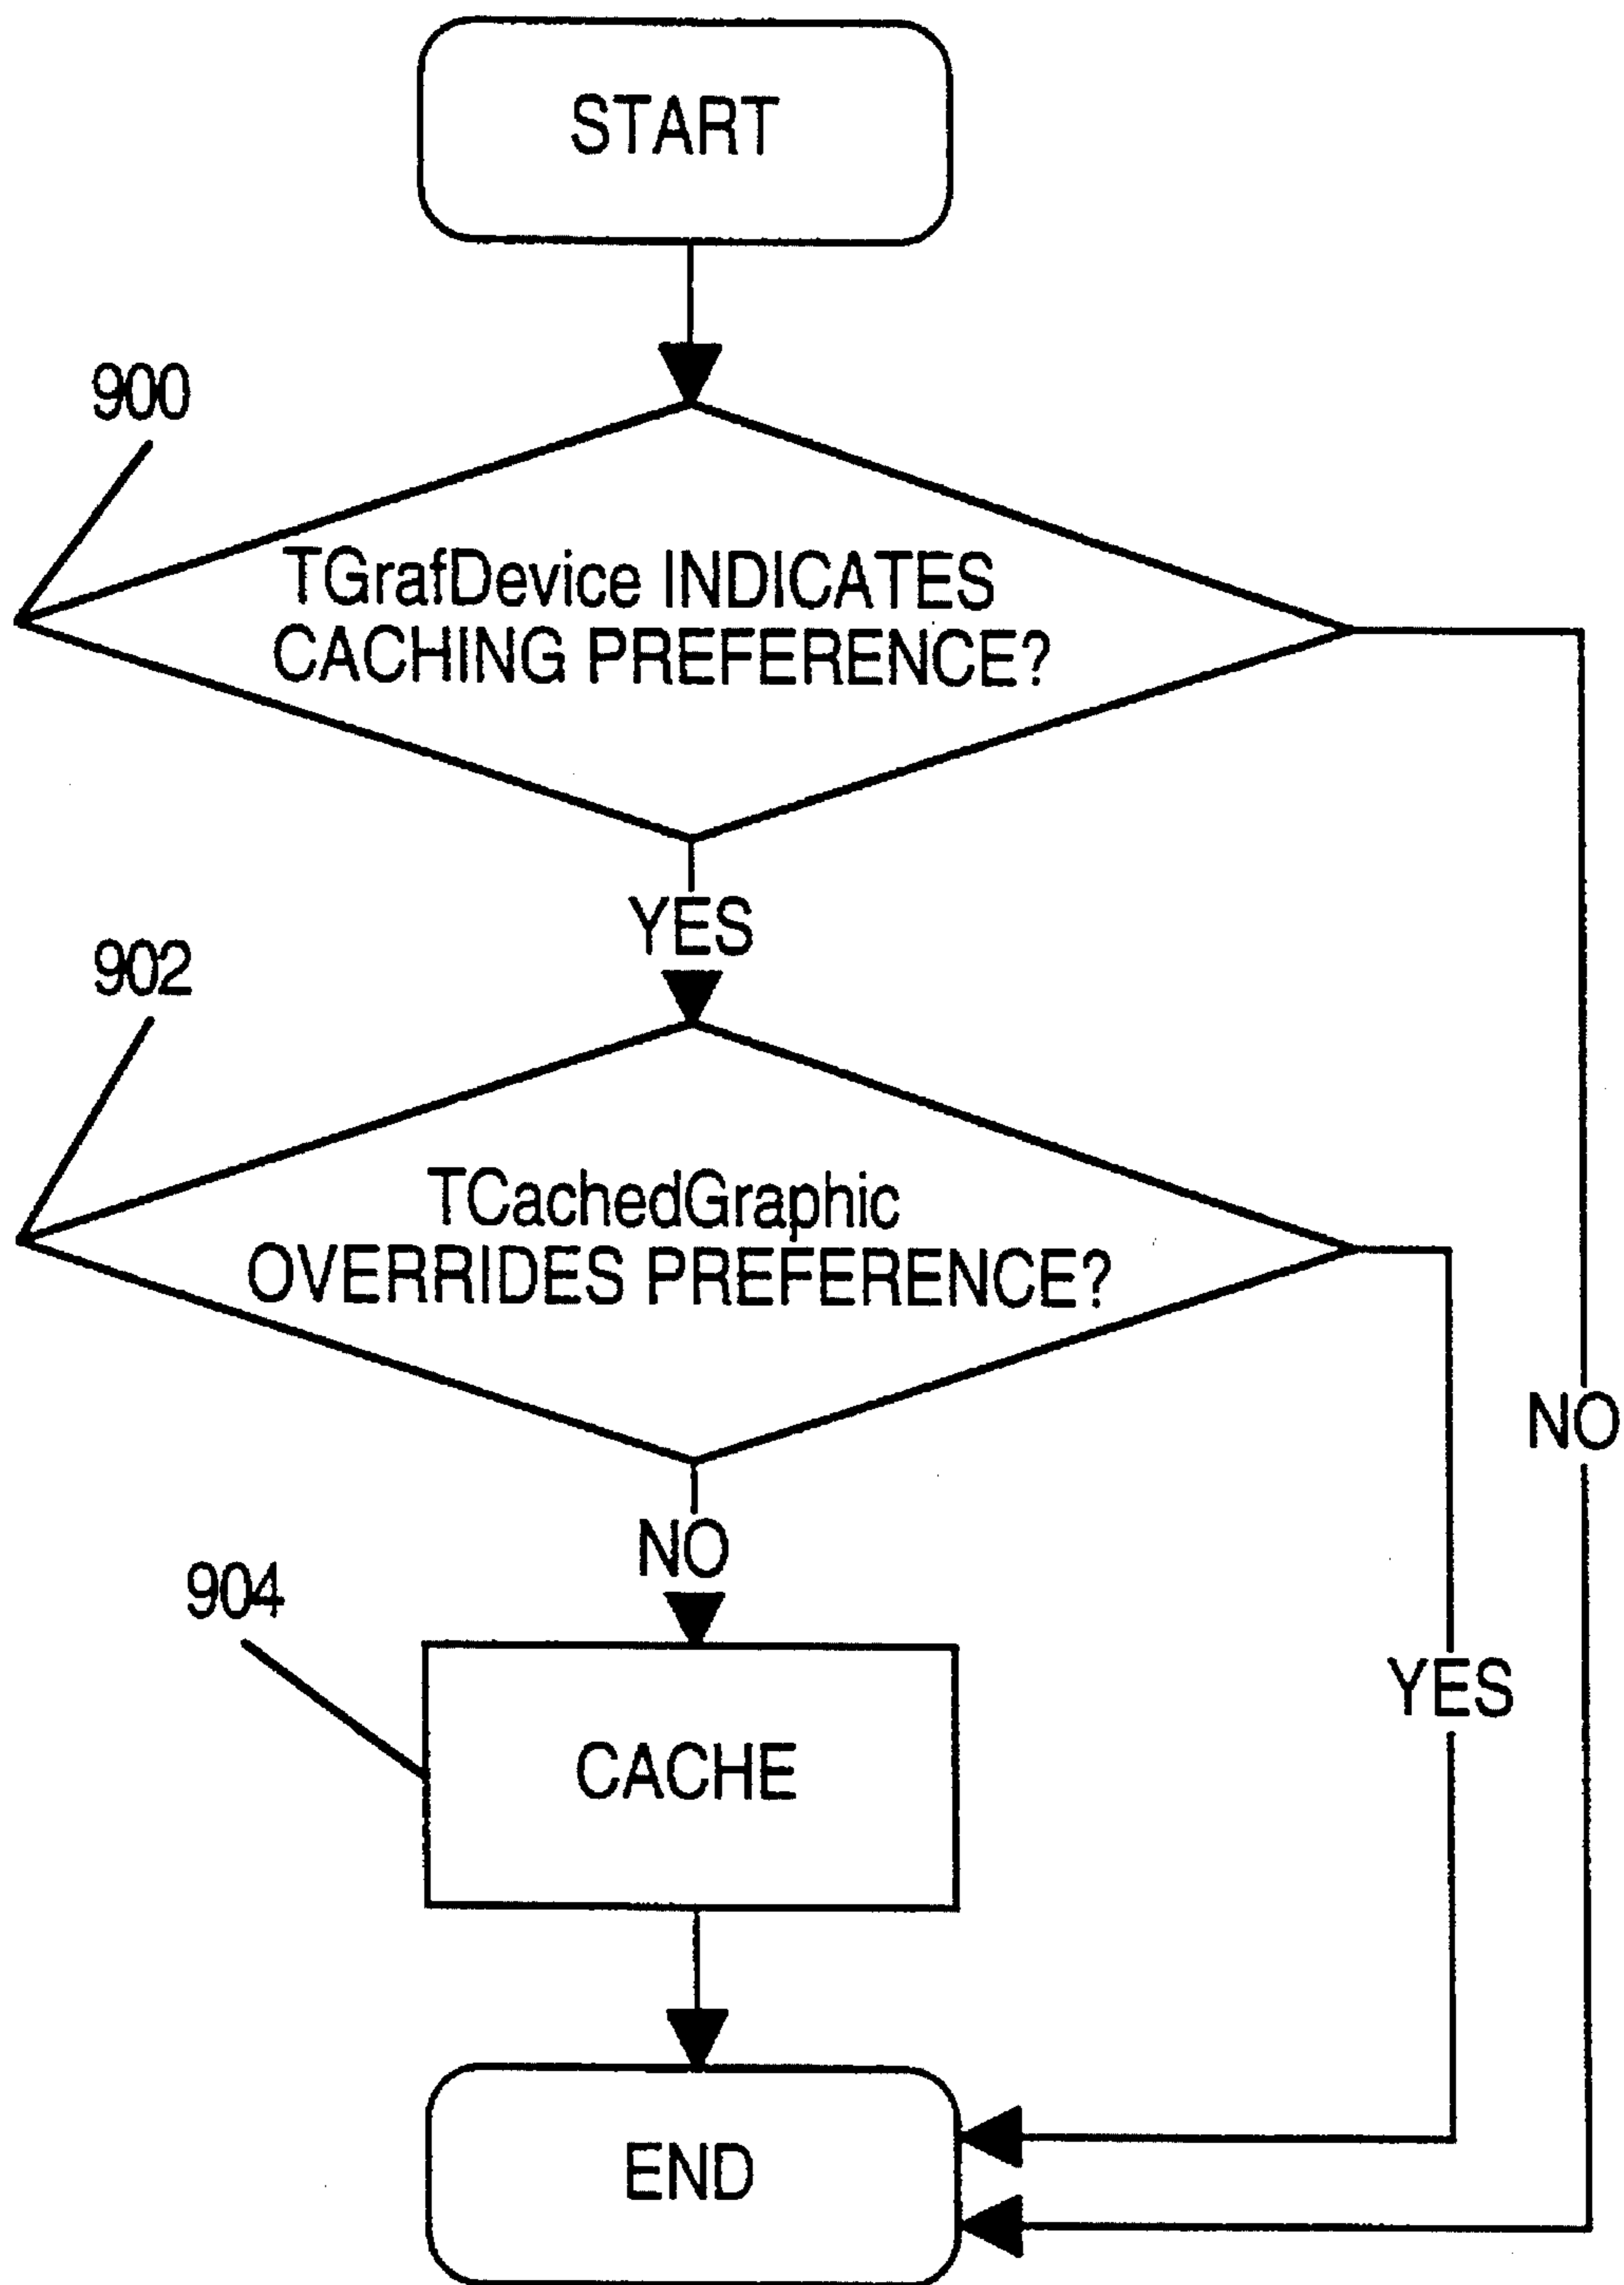 START
900
TGrafDevice INDICATES
CACHING PREFERENCE?
YES
902
TCachedGraphic
OVERRIDES PREFERENCE?
NO
NO
904
YES
CACHE
END